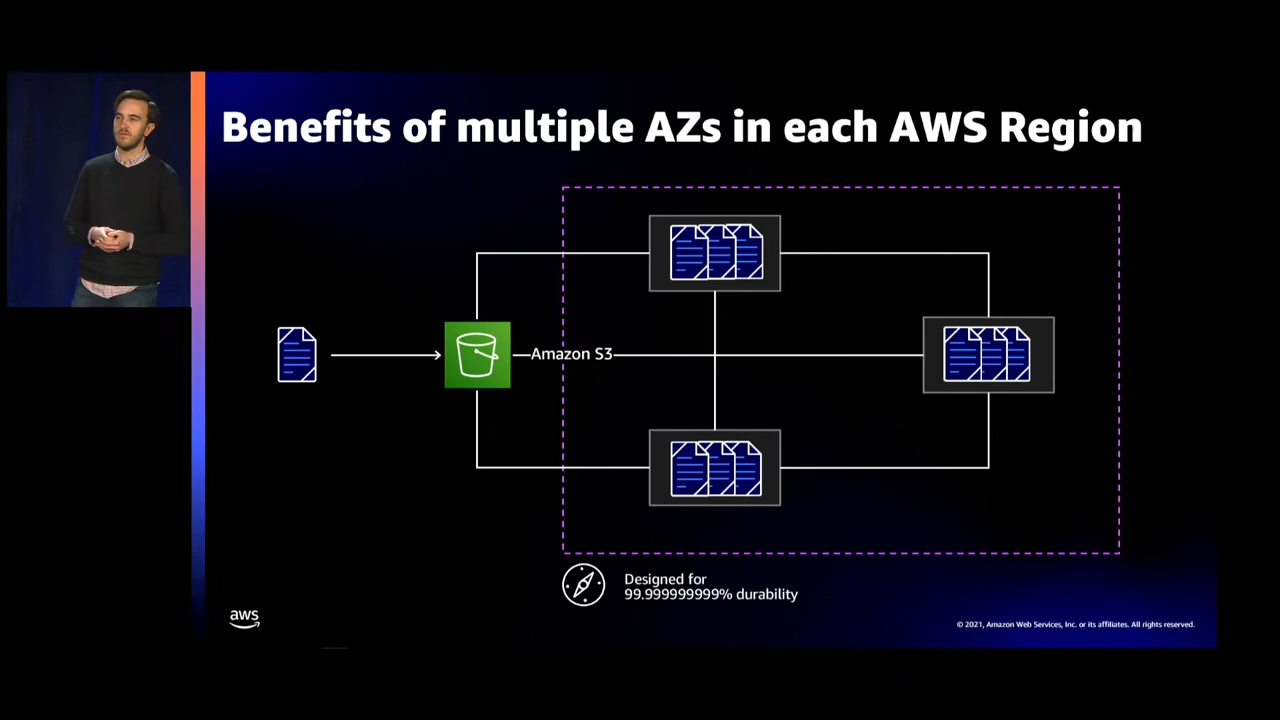 Benefits of multiple AZs in each AWS Region
Amazon S3
Designed for
99.999999999% durability
aws
© 2021, Amazon Web Services, Inc. or its affiliates. All rights reserved.